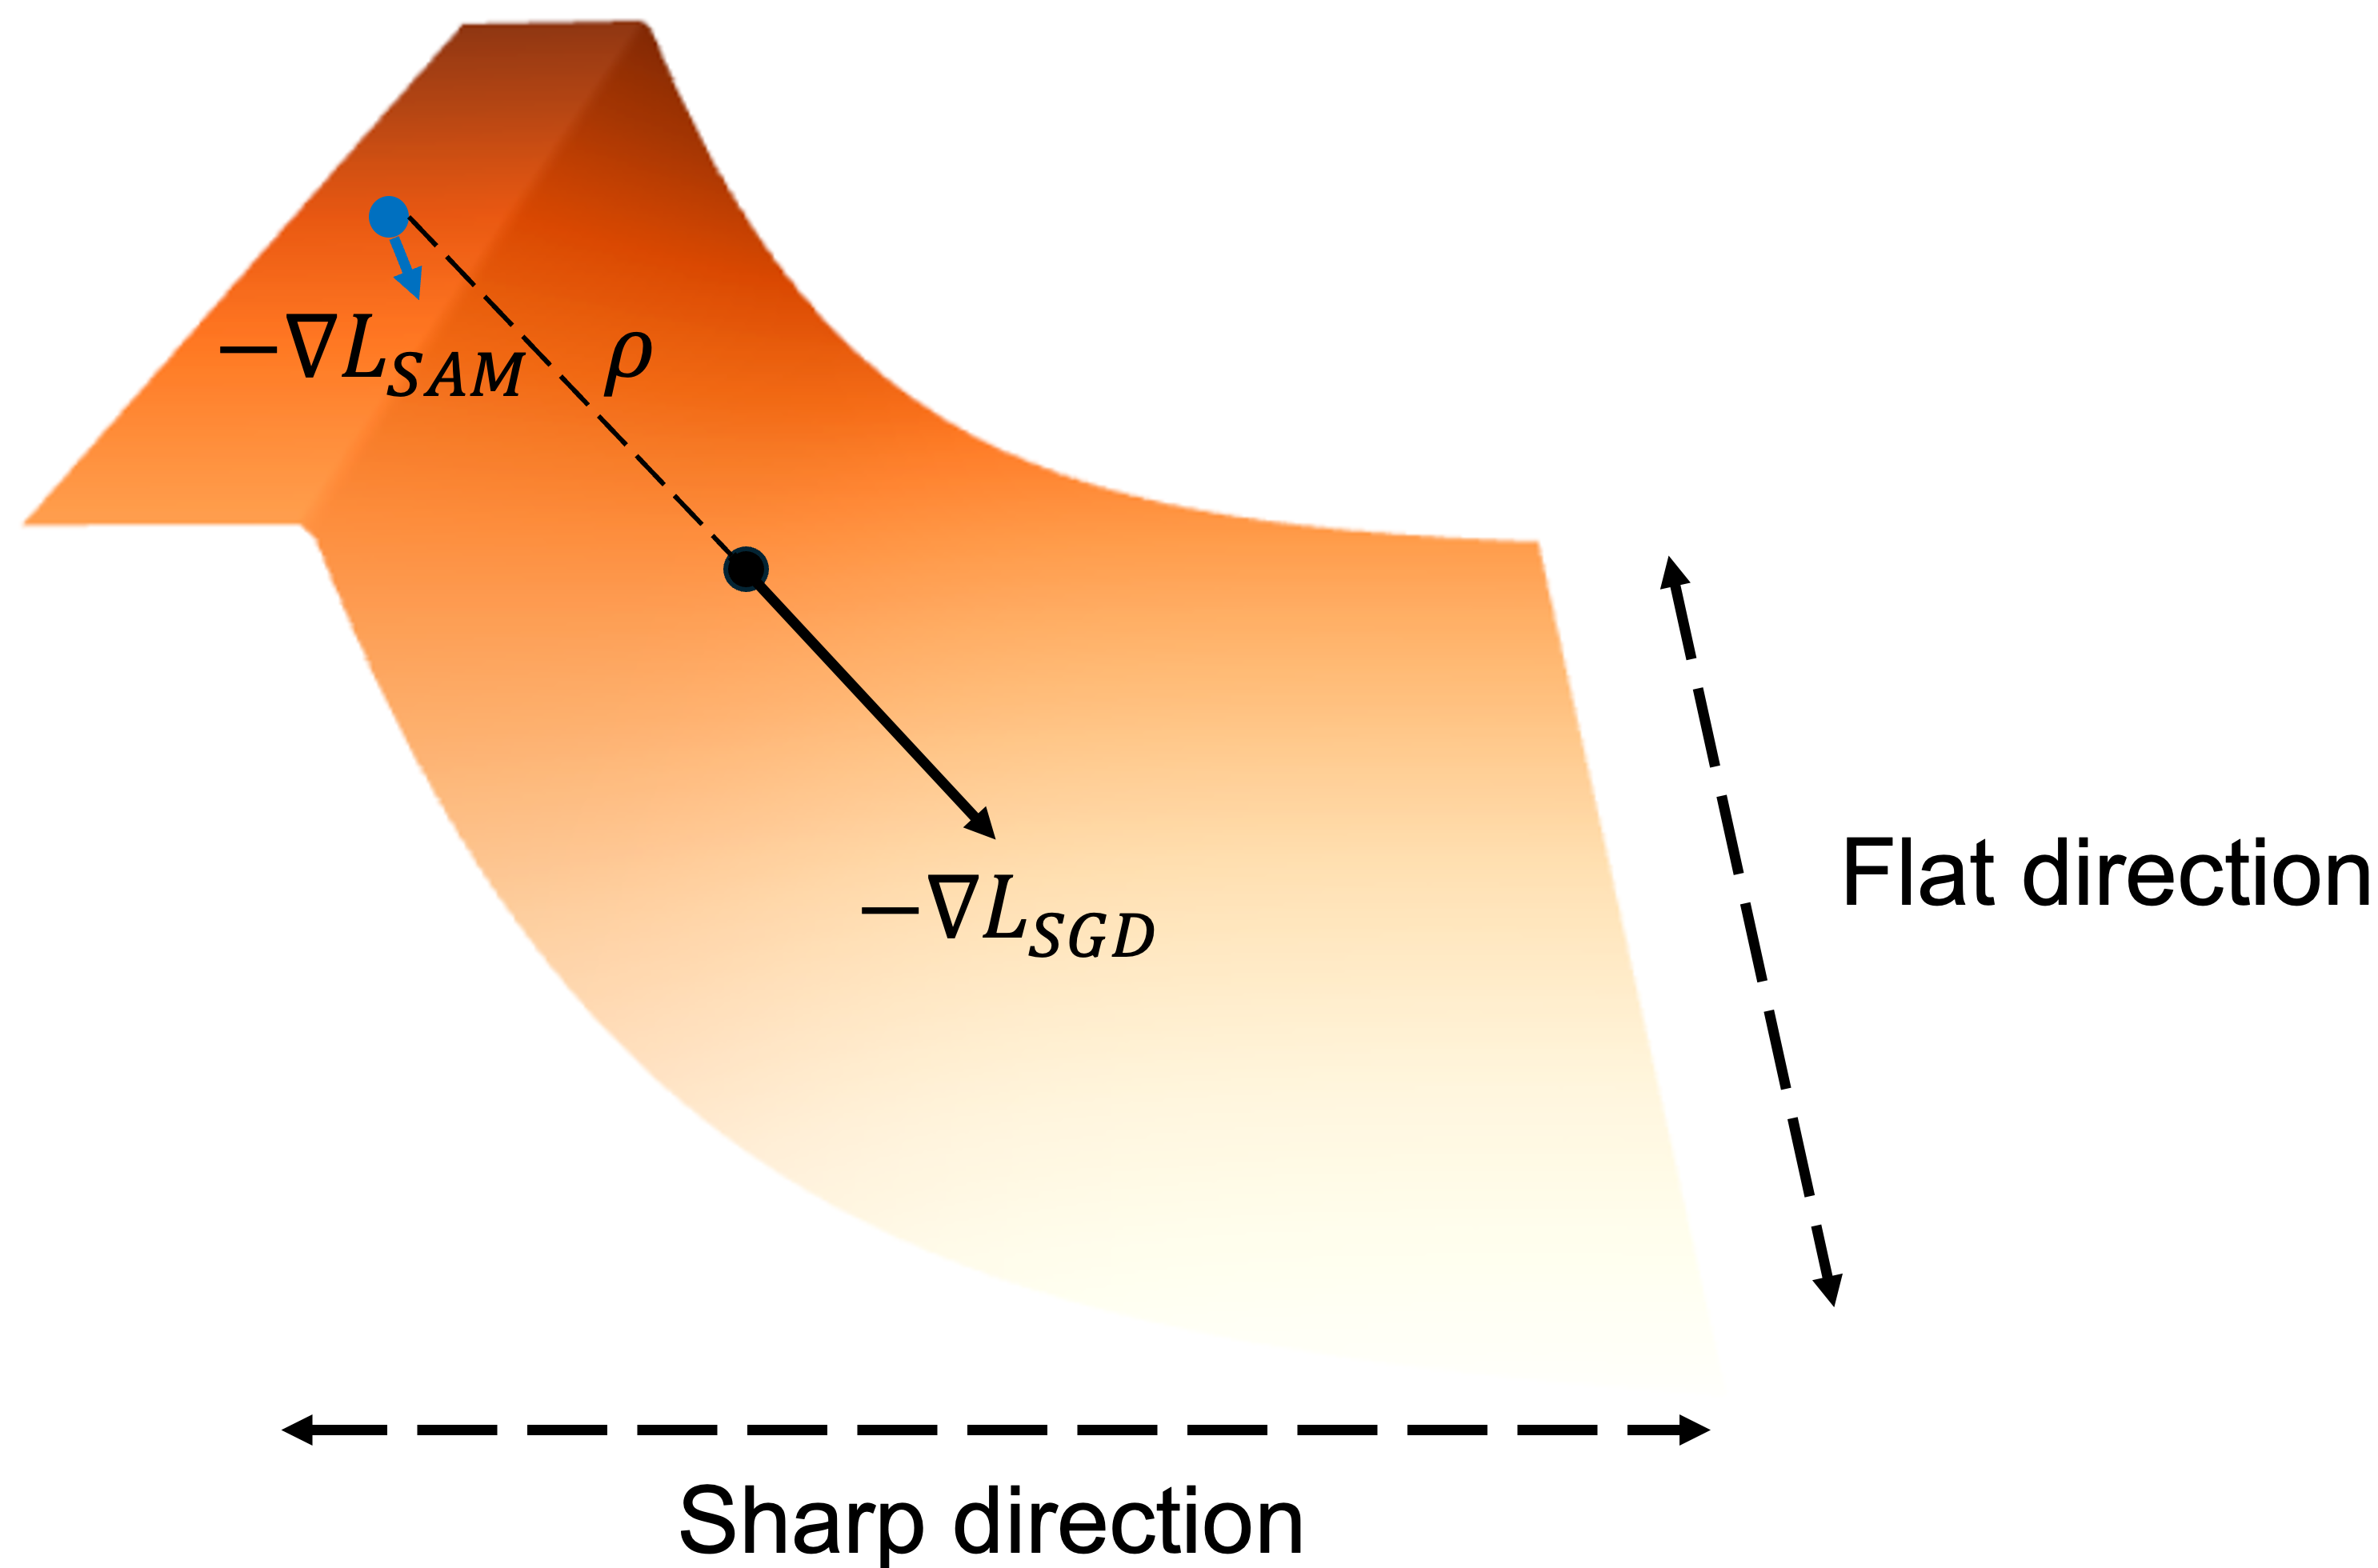 −∇L_SAM
ρ
−∇L_SGD
Flat direction
Sharp direction